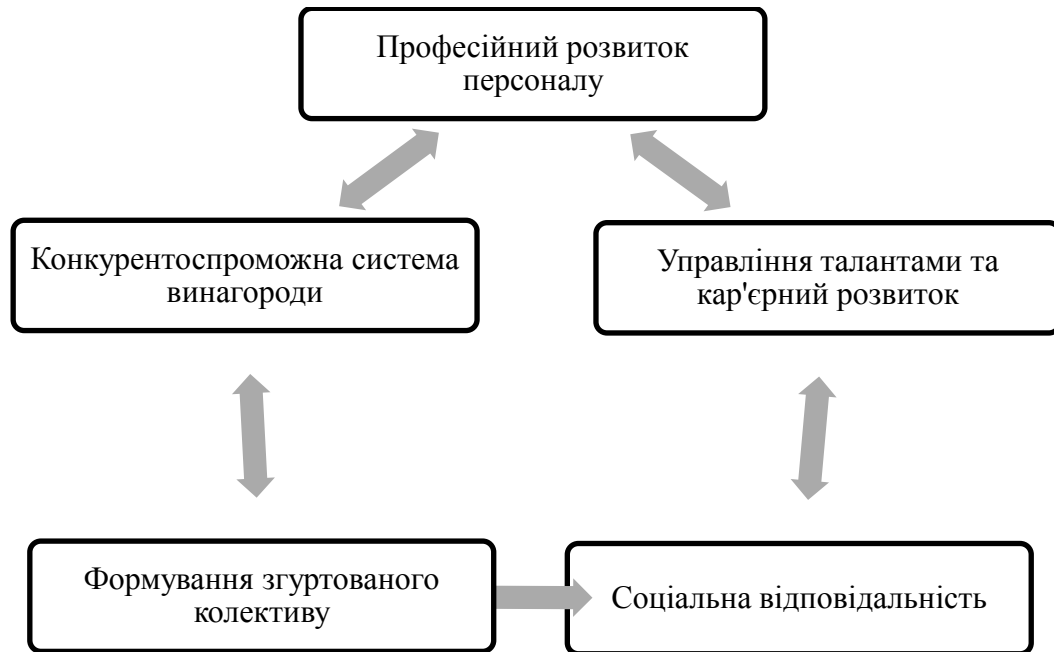 Професійний розвиток
персоналу
Конкурентоспроможна система
винагороди
Управління талантами та
кар'єрний розвиток
Формування згуртованого
колективу
Соціальна відповідальність